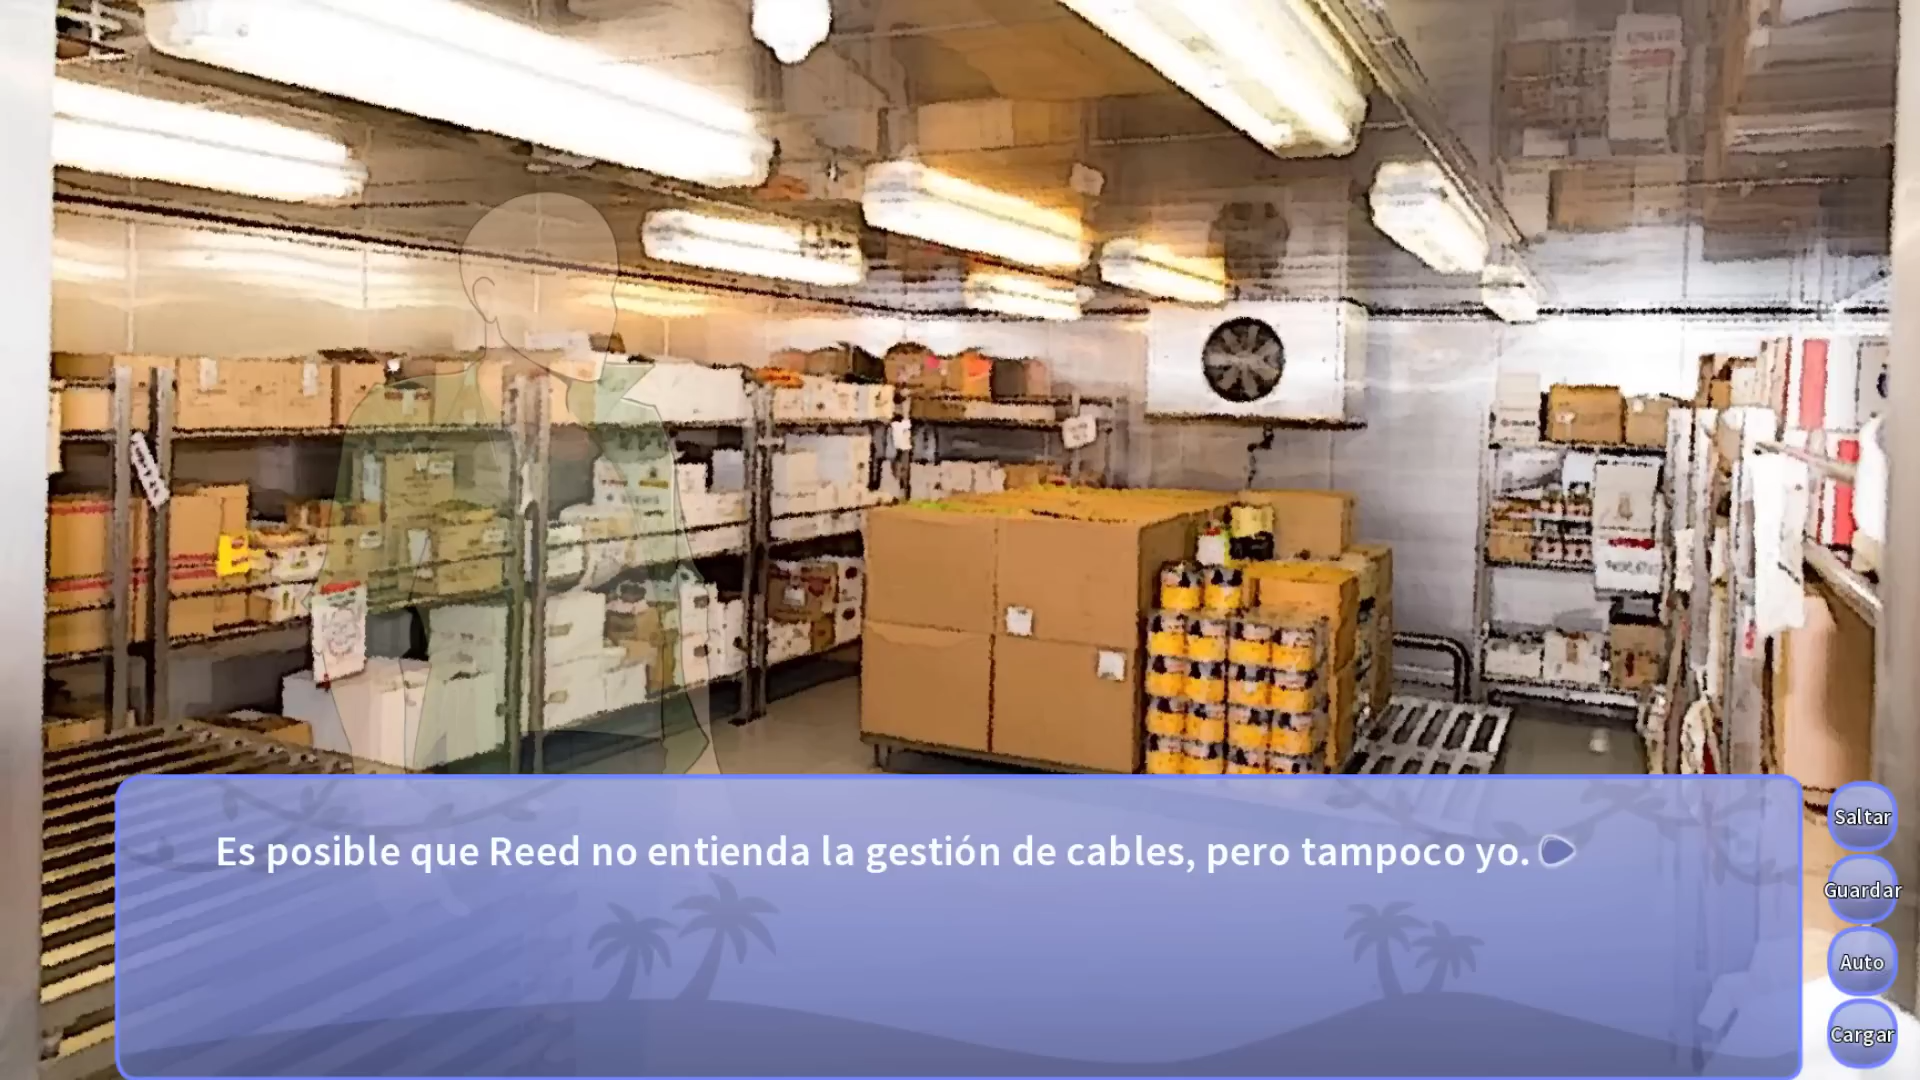 Es posible que Reed no entienda la gestión de cables, pero tampoco yo.
Saltar
Guardar
Auto
Cargar